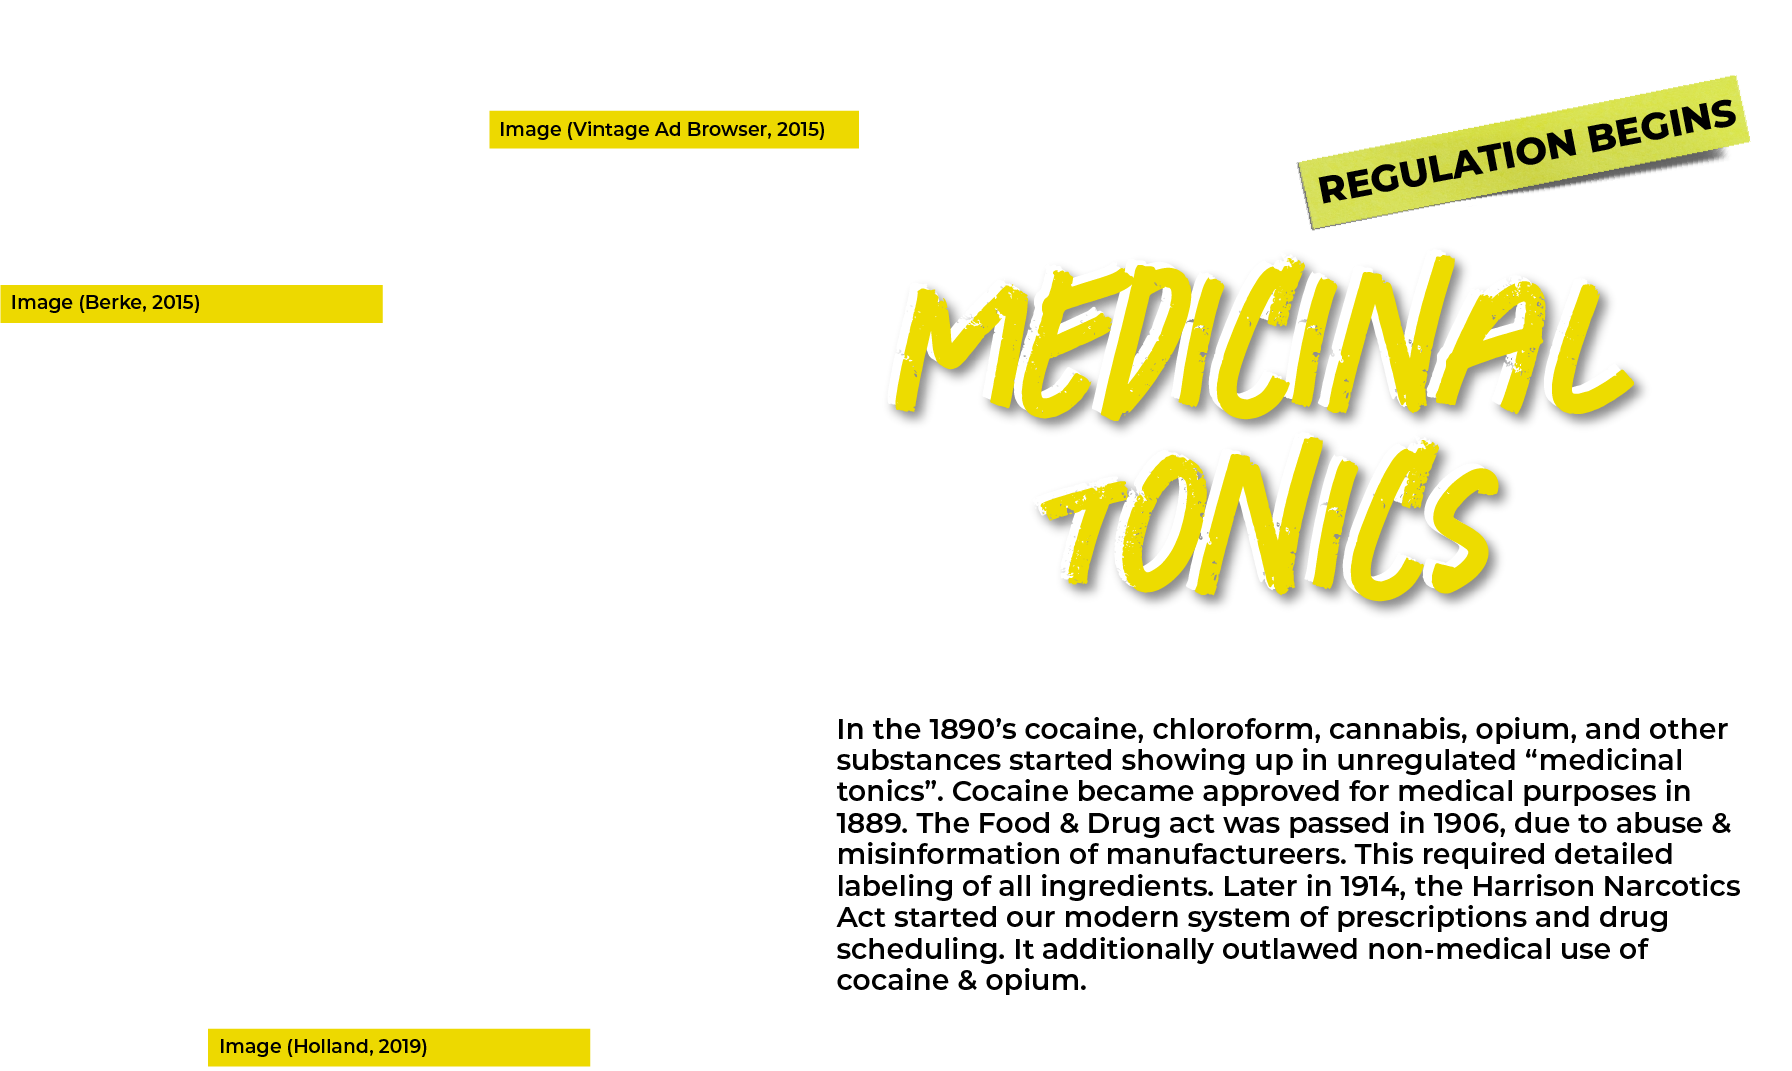 Image (Vintage Ad Browser, 2015)
REGULATION BEGINS
Image (Berke, 2015)
MEDICINAL
TONICS
In the 1890’s cocaine, chloroform, cannabis, opium, and other
substances started showing up in unregulated “medicinal
tonics”. Cocaine became approved for medical purposes in
1889. The Food & Drug act was passed in 1906, due to abuse &
misinformation of manufactureers. This required detailed
labeling of all ingredients. Later in 1914, the Harrison Narcotics
Act started our modern system of prescriptions and drug
scheduling. It additionally outlawed non-medical use of
cocaine & opium.
Image (Holland, 2019)